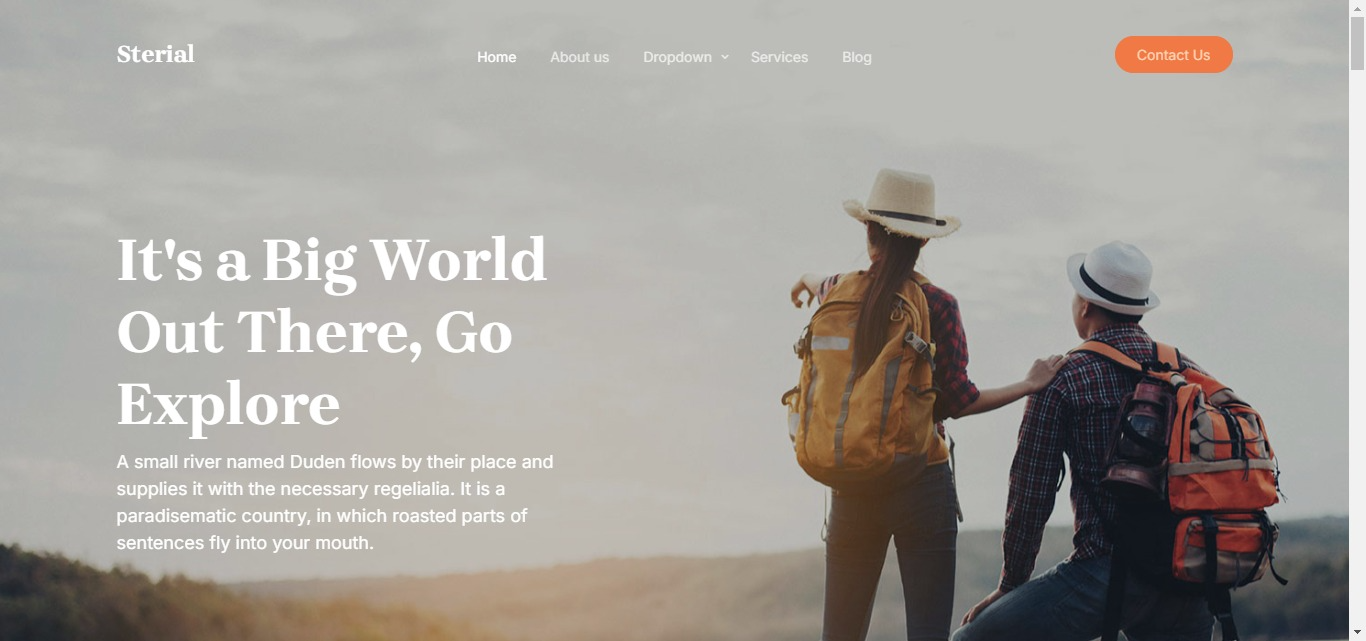 Sterial
Home About us Dropdown Services Blog
Contact Us
It's a Big World
Out There, Go
Explore
A small river named Duden flows by their place and
supplies it with the necessary regelialia. It is a
paradisematic country, in which roasted parts of
sentences fly into your mouth.